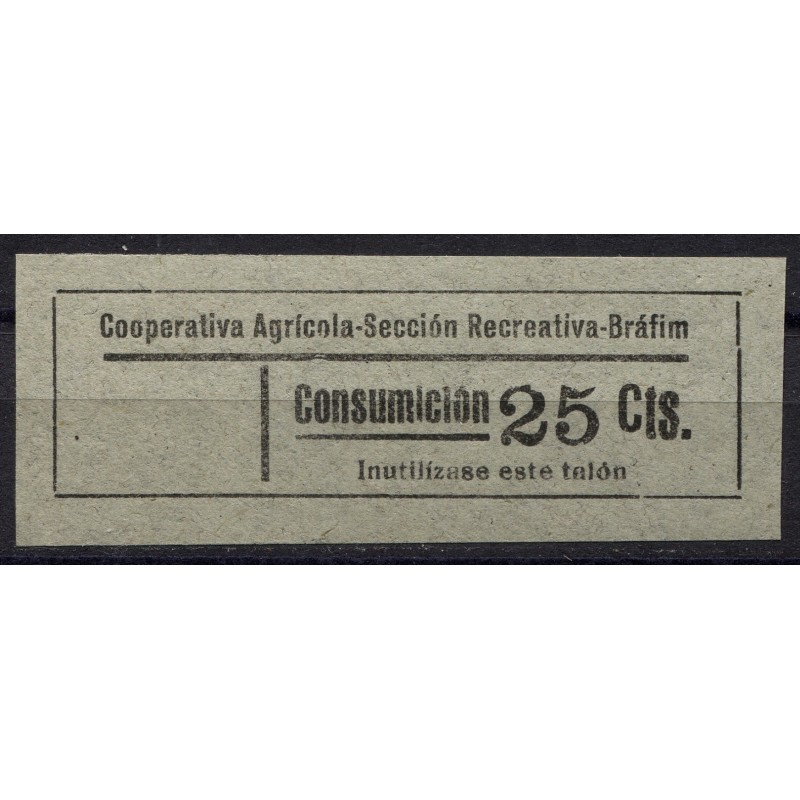 Cooperativa Agrícola-Sección Recreativa-Bráfim
Consumición 25 Cts.
Inutilízase este talón